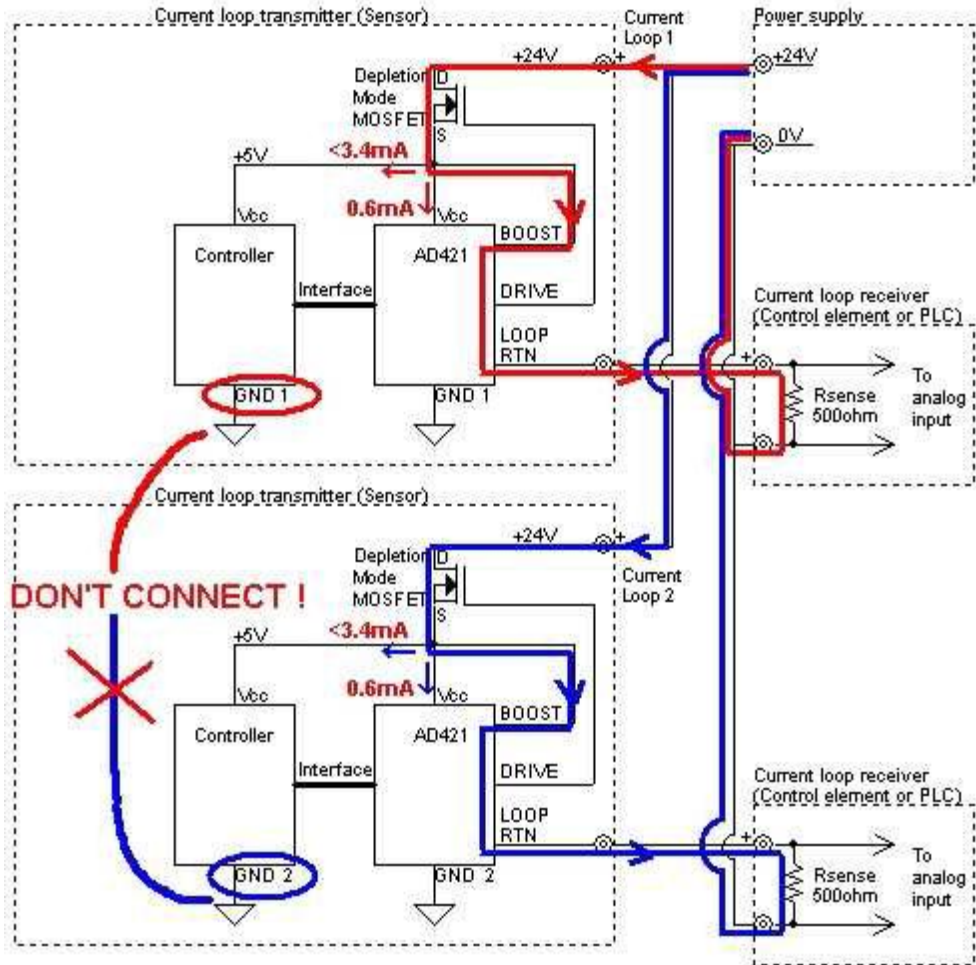 Current loop transmitter (Sensor)
Current
Loop 1
Power supply
+24V
+
+24V
Depletion
Mode
MOSFET
D
S
0V
<3.4mA
+5V
0.6mA
Vcc
Vcc
BOOST
Controller
AD421
Interface
DRIVE
LOOP
RTN
Current loop receiver
(Control element or PLC)
+
Rsense
500ohm
To
analog
input
GND 1
GND 1
Current loop transmitter (Sensor)
+24V
+
Current
Loop 2
Depletion
Mode
MOSFET
D
S
DON'T CONNECT !
<3.4mA
+5V
0.6mA
Vcc
Vcc
BOOST
Controller
AD421
Interface
DRIVE
LOOP
RTN
Current loop receiver
(Control element or PLC)
+
Rsense
500ohm
To
analog
input
GND 2
GND 2